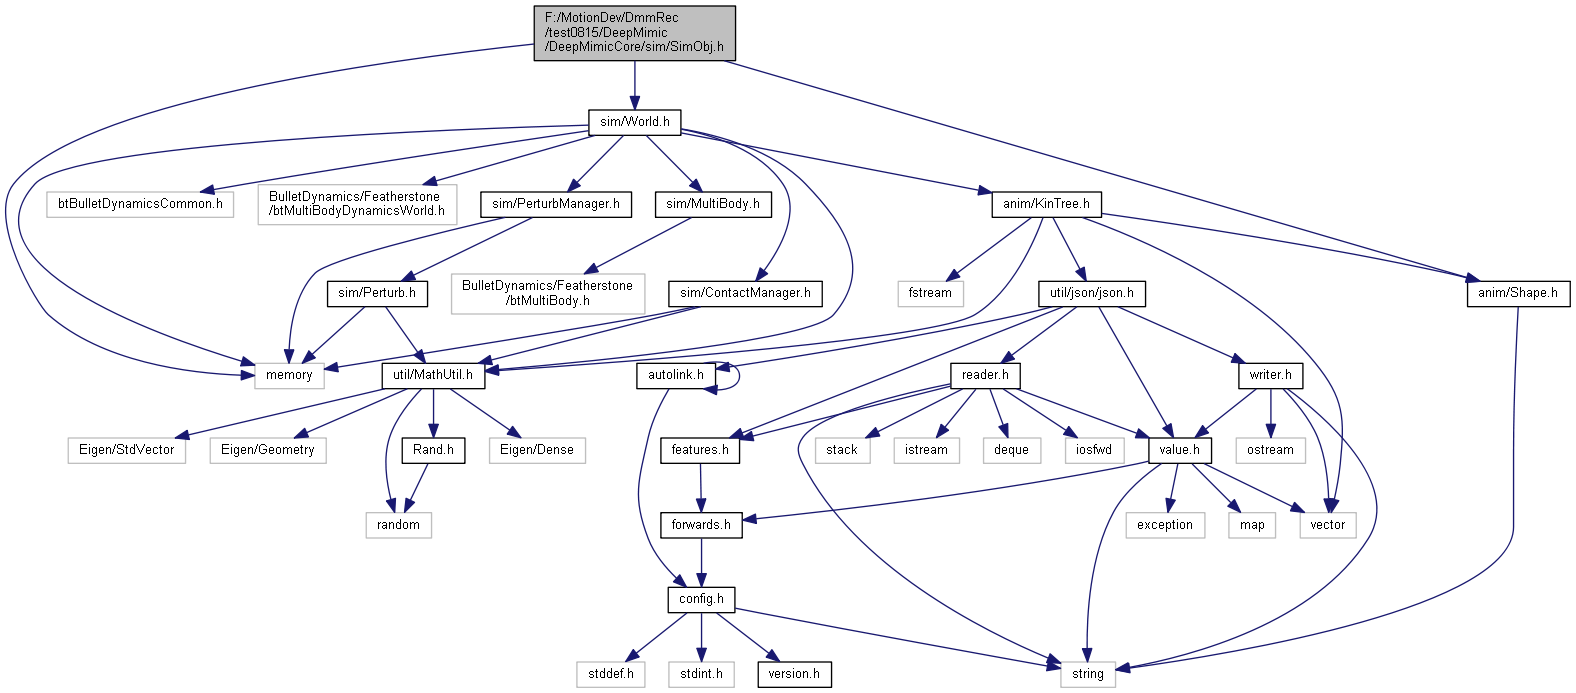 F:/MotionDev/DmmRec
/test0815/DeepMimic
/DeepMimicCore/sim/SimObj.h
sim/World.h
btBulletDynamicsCommon.h
BulletDynamics/Featherstone
/btMultiBodyDynamicsWorld.h
sim/PerturbManager.h
sim/MultiBody.h
anim/KinTree.h
sim/Perturb.h
BulletDynamics/Featherstone
/btMultiBody.h
sim/ContactManager.h
fstream
util/json/json.h
anim/Shape.h
memory
util/MathUtil.h
autolink.h
reader.h
writer.h
Eigen/StdVector
Eigen/Geometry
Rand.h
Eigen/Dense
features.h
stack
istream
deque
iosfwd
value.h
ostream
random
forwards.h
exception
map
vector
config.h
stddef.h
stdint.h
version.h
string